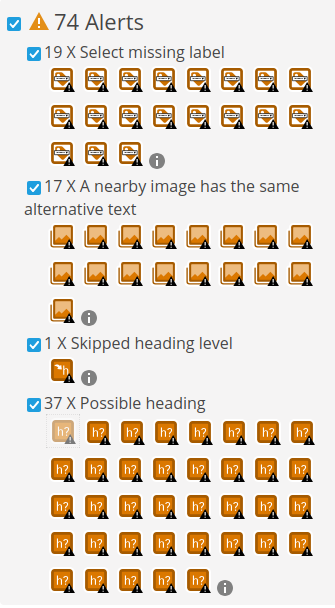 74 Alerts
19 X Select missing label
17 X A nearby image has the same
alternative text
1 X Skipped heading level
h
37 X Possible heading
h? h? h? h? h? h? h? h?
h? h? h? h? h? h? h? h?
h? h? h? h? h? h? h? h?
h? h? h? h? h? h? h? h?
h? h? h? h? h?